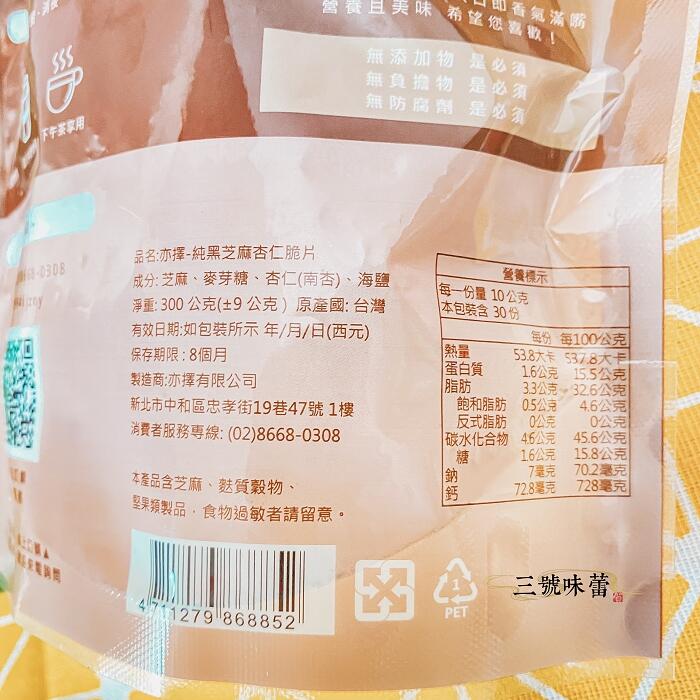 營養且美味 希望您喜歡！
無添加物 是必須
無負擔物 是必須
無防腐劑 是必須
下午茶享用
品名:亦擇-純黑芝麻杏仁脆片
成分: 芝麻、麥芽糖、杏仁(南杏)、海鹽
淨重: 300 公克(±9 公克) 原產國: 台灣
有效日期:如包裝所示 年/月/日(西元)
保存期限: 8個月
製造商:亦擇有限公司
新北市中和區忠孝街19巷47號 1樓
消費者服務專線: (02)8668-0308
本產品含芝麻、麩質穀物、
堅果類製品，食物過敏者請留意。
營養標示
每一份量 10公克
本包裝含 30份
每份 每100公克
熱量 53.8大卡 537.8大卡
蛋白質 1.6公克 15.5公克
脂肪 3.3公克 32.6公克
飽和脂肪 0.5公克 4.6公克
反式脂肪 0公克 0公克
碳水化合物 4.6公克 45.6公克
糖 1.6公克 15.8公克
鈉 7毫克 70.2毫克
鈣 72.8毫克 728毫克
4 711279 868852
1
PET
三號味蕾